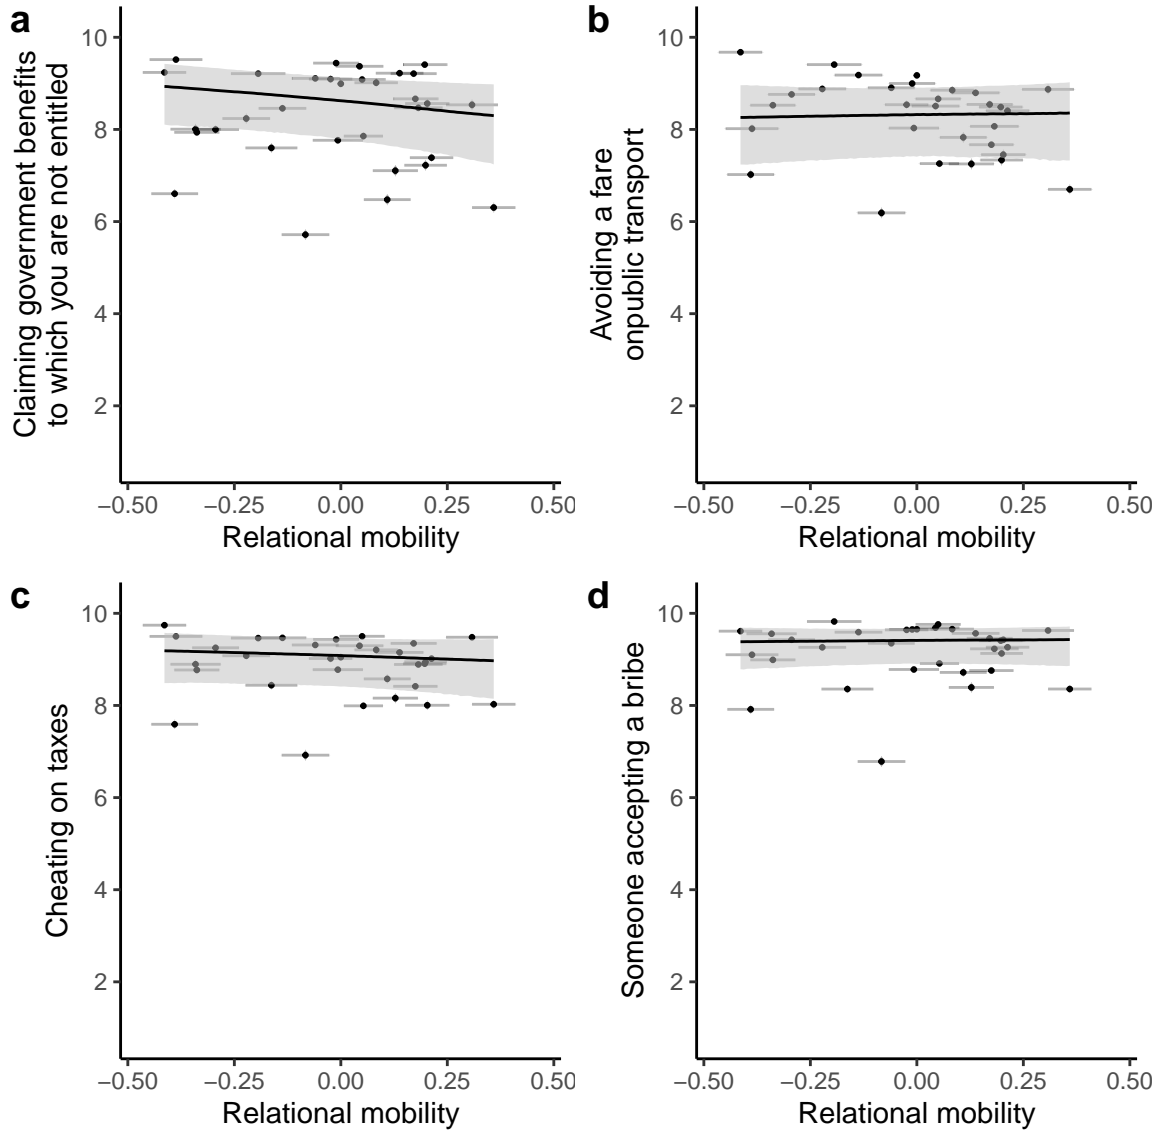 a
Claiming government benefits
to which you are not entitled
10
8
6
4
2
−0.50
−0.25
0.00
0.25
0.50
Relational mobility
b
Avoiding a fare
onpublic transport
10
8
6
4
2
−0.50
−0.25
0.00
0.25
0.50
Relational mobility
c
Cheating on taxes
10
8
6
4
2
−0.50
−0.25
0.00
0.25
0.50
Relational mobility
d
Someone accepting a bribe
10
8
6
4
2
−0.50
−0.25
0.00
0.25
0.50
Relational mobility